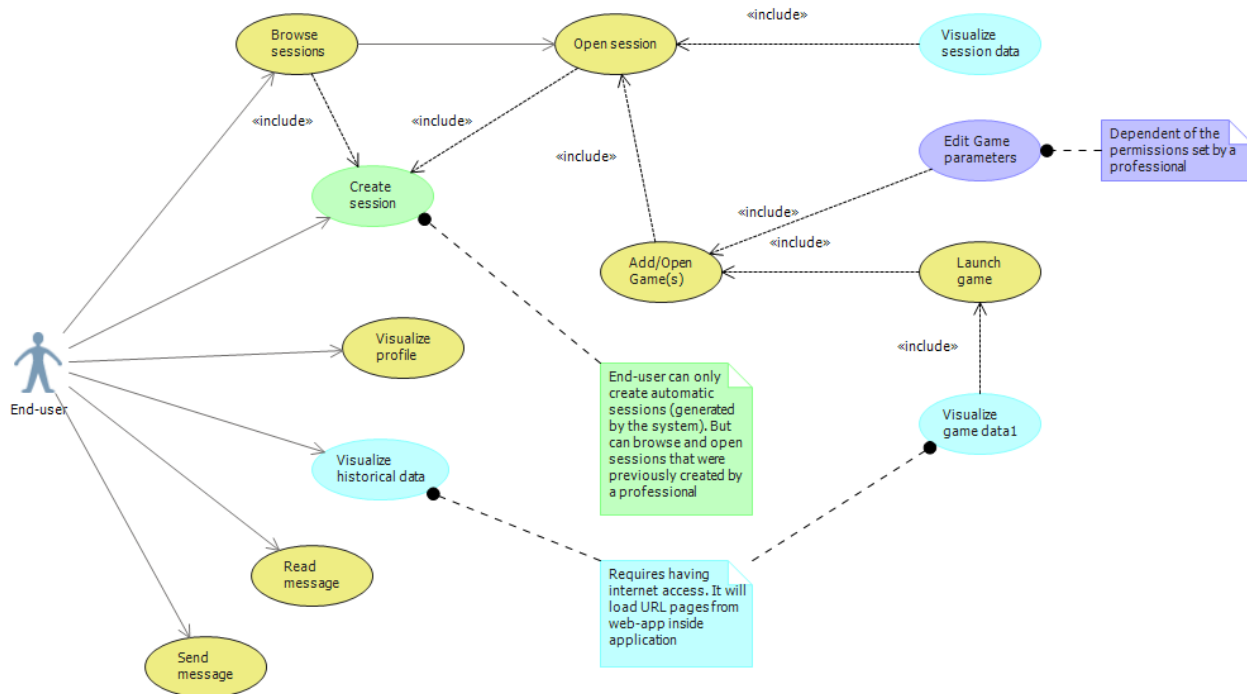 «include»
Browse
sessions
Open session
Visualize
session data
«include»
«include»
Dependent of the
permissions set by a
professional
Edit Game
parameters
«include»
Create
session
«include»
«include»
Add/Open
Game(s)
Launch
game
Visualize
profile
«include»
End-user
End-user can only
create automatic
sessions (generated
by the system). But
can browse and open
sessions that were
previously created by
a professional
Visualize
game data1
Visualize
historical data
Read
message
Requires having
internet access. It will
load URL pages from
web-app inside
application
Send
message